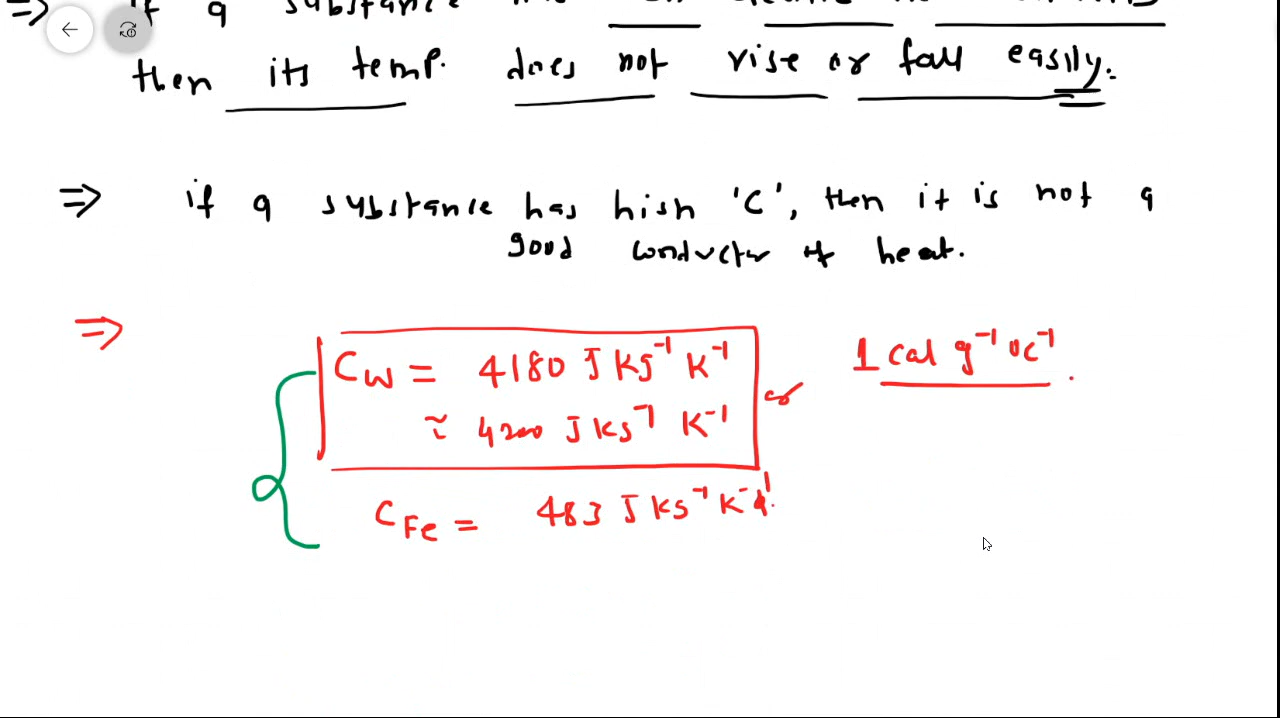 ⇒ if a substance
then its temp. does not rise or fall easily.
⇒ if a substance has high 'C', then it is not a
good conductor of heat.
⇒ Cw = 4180 J Kg⁻¹ K⁻¹ or 1 cal g⁻¹ °C⁻¹.
≈ 4200 J Kg⁻¹ K⁻¹
CFe = 483 J Kg⁻¹ K⁻¹.